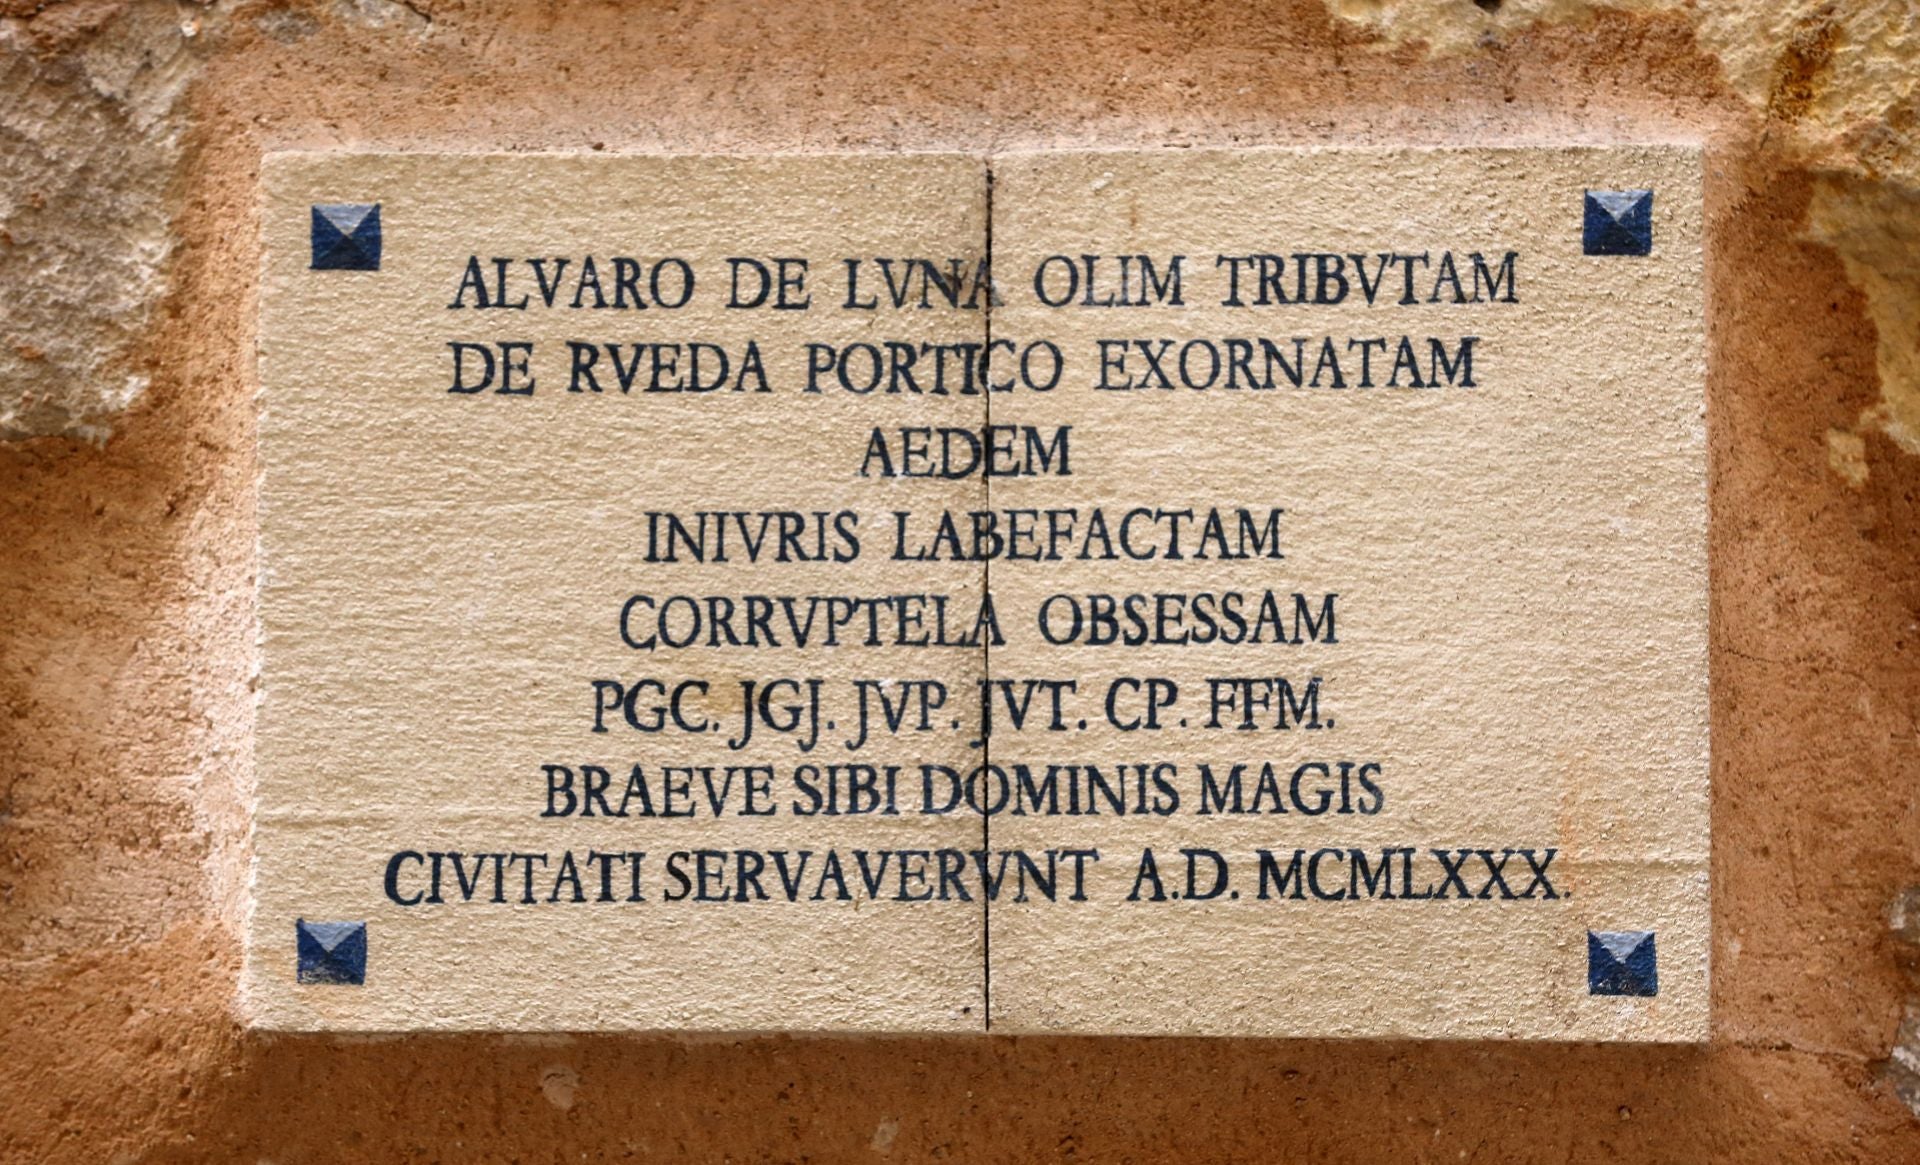 ALVARO DE LVNA OLIM TRIBVTAM
DE RVEDA PORTICO EXORNATAM
AEDEM
INIVRIS LABEFACTAM
CORRVPTELA OBSESSAM
PGC. JGJ. JVP. JVT. CP. FFM.
BRAEVE SIBI DOMINIS MAGIS
CIVITATI SERVAVERVNT A.D. MCMLXXX.